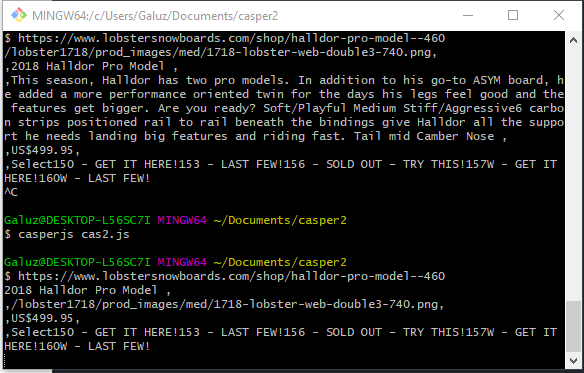 MINGW64:/c/Users/Galuz/Documents/casper2
$ https://www.lobstersnowboards.com/shop/halldor-pro-model--460
/lobster1718/prod_images/med/1718-lobster-web-double3-740.png,
,2018 Halldor Pro Model ,
,This season, Halldor has two pro models. In addition to his go-to ASYM board, h
e added a more performance oriented twin for the days his legs feel good and the
 features get bigger. Are you ready? Soft/Playful Medium Stiff/Aggressive6 carbo
n strips positioned rail to rail beneath the bindings give Halldor all the suppo
rt he needs landing big features and riding fast. Tail mid Camber Nose ,
,US$499.95,
,Select150 - GET IT HERE!153 - LAST FEW!156 - SOLD OUT - TRY THIS!157W - GET IT
HERE!160W - LAST FEW!
^C
Galuz@DESKTOP-L56SC7I MINGW64 ~/Documents/casper2
$ casperjs cas2.js
Galuz@DESKTOP-L56SC7I MINGW64 ~/Documents/casper2
$ https://www.lobstersnowboards.com/shop/halldor-pro-model--460
2018 Halldor Pro Model ,
,/lobster1718/prod_images/med/1718-lobster-web-double3-740.png,
,US$499.95,
,Select150 - GET IT HERE!153 - LAST FEW!156 - SOLD OUT - TRY THIS!157W - GET IT
HERE!160W - LAST FEW!